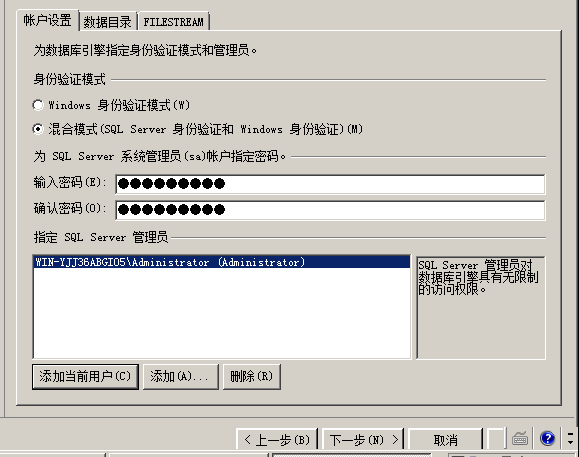 帐户设置 数据目录 FILESTREAM
为数据库引擎指定身份验证模式和管理员。
身份验证模式
Windows 身份验证模式(W)
混合模式(SQL Server 身份验证和 Windows 身份验证)(M)
为 SQL Server 系统管理员(sa)帐户指定密码。
输入密码(E): ●●●●●●●●●
确认密码(O): ●●●●●●●●●
指定 SQL Server 管理员
WIN-YJJ36ABGIO5\Administrator (Administrator)
SQL Server 管理员对
数据库引擎具有无限制
的访问权限。
添加当前用户(C) 添加(A)... 删除(R)
< 上一步(B) 下一步(N) > 取消